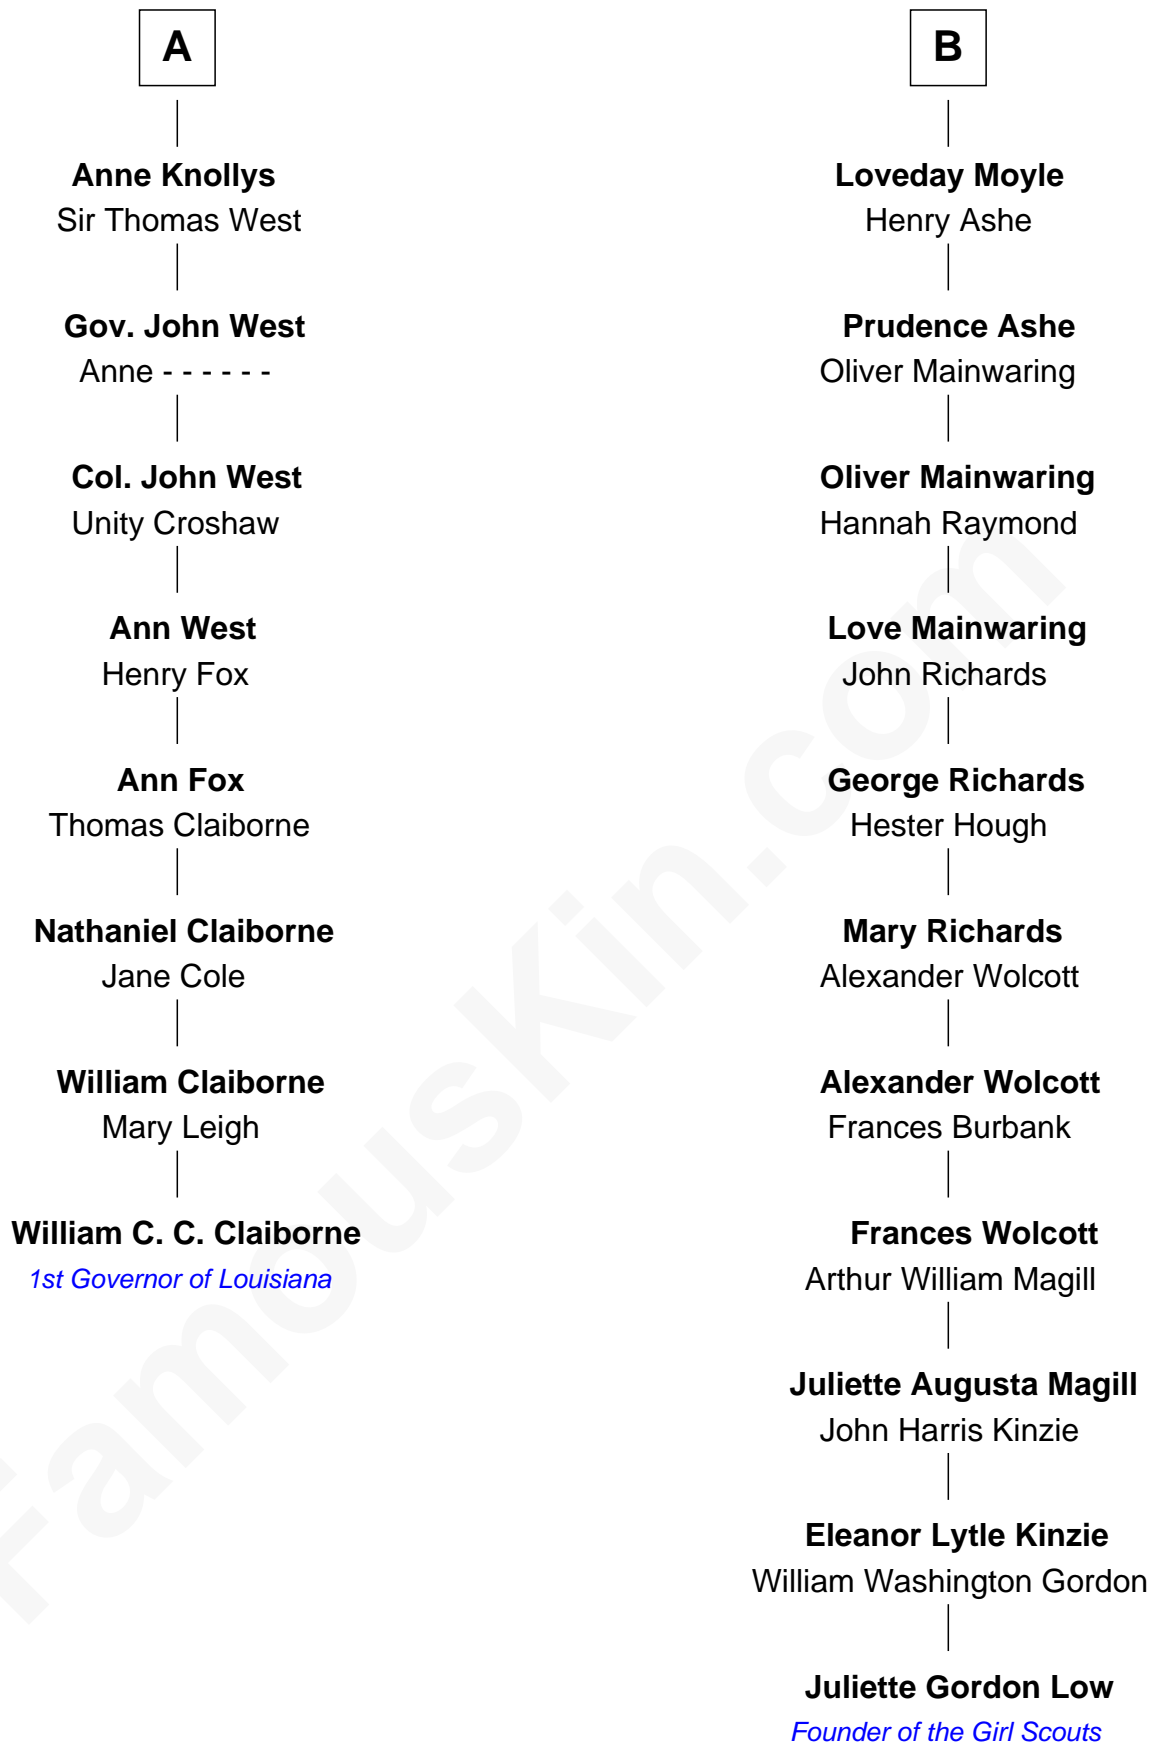 A
Anne Knollys
Sir Thomas West
Gov. John West
Anne - - - - - -
Col. John West
Unity Croshaw
Ann West
Henry Fox
Ann Fox
Thomas Claiborne
Nathaniel Claiborne
Jane Cole
William Claiborne
Mary Leigh
William C. C. Claiborne
1st Governor of Louisiana
B
Loveday Moyle
Henry Ashe
Prudence Ashe
Oliver Mainwaring
Oliver Mainwaring
Hannah Raymond
Love Mainwaring
John Richards
George Richards
Hester Hough
Mary Richards
Alexander Wolcott
Alexander Wolcott
Frances Burbank
Frances Wolcott
Arthur William Magill
Juliette Augusta Magill
John Harris Kinzie
Eleanor Lytle Kinzie
William Washington Gordon
Juliette Gordon Low
Founder of the Girl Scouts
FamousKin.com